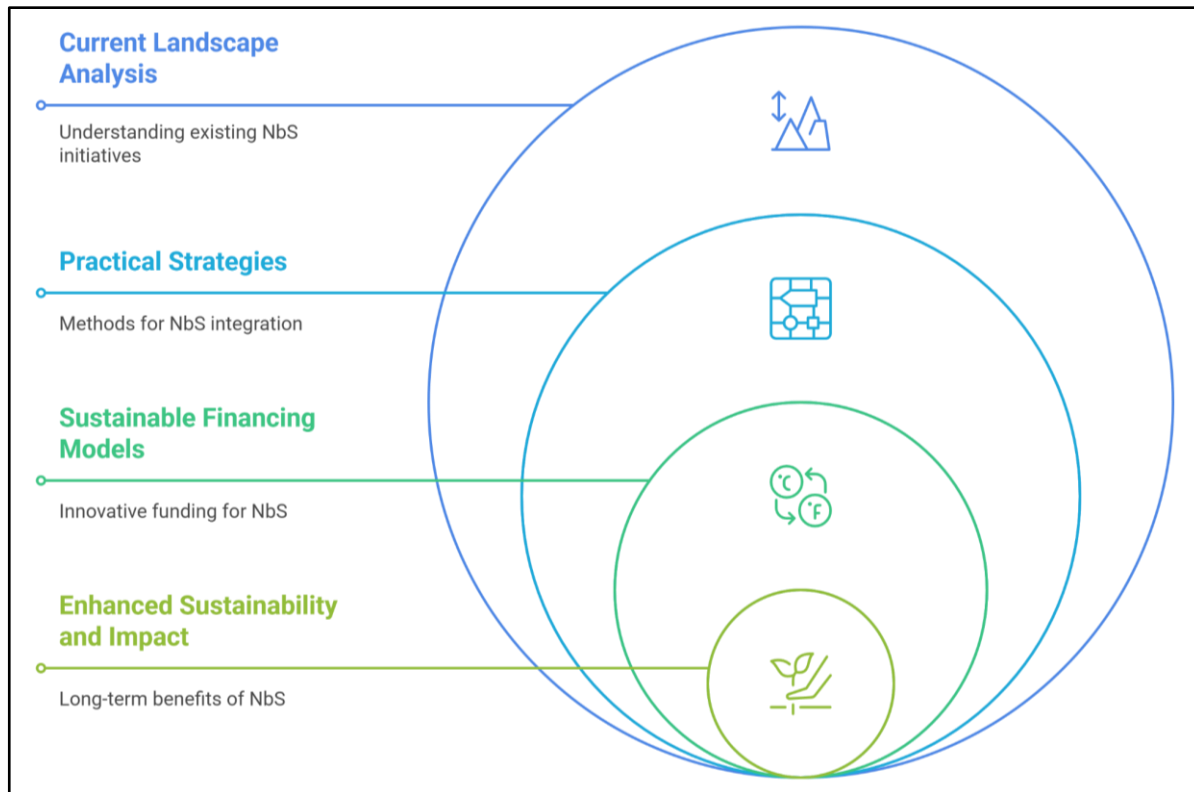 Current Landscape
Analysis
Understanding existing NbS
initiatives
Practical Strategies
Methods for NbS integration
Sustainable Financing
Models
Innovative funding for NbS
°C
°F
Enhanced Sustainability
and Impact
Long-term benefits of NbS